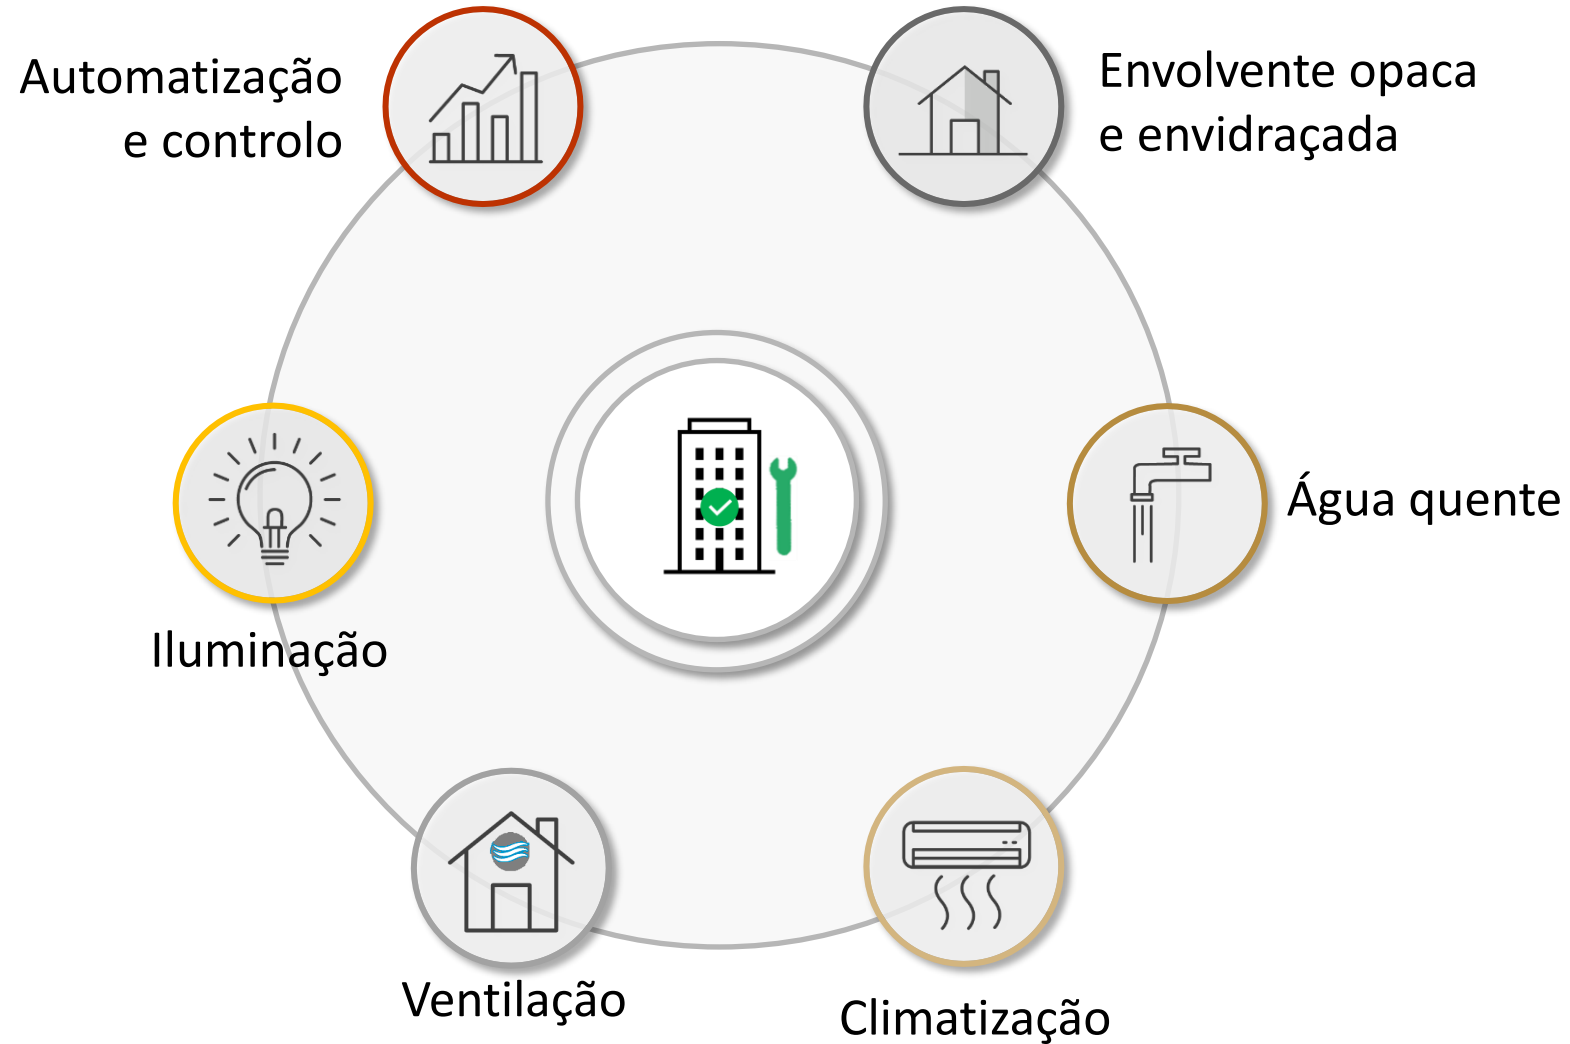 Automatização
e controlo
Envolvente opaca
e envidraçada
Iluminação
Água quente
Ventilação
Climatização